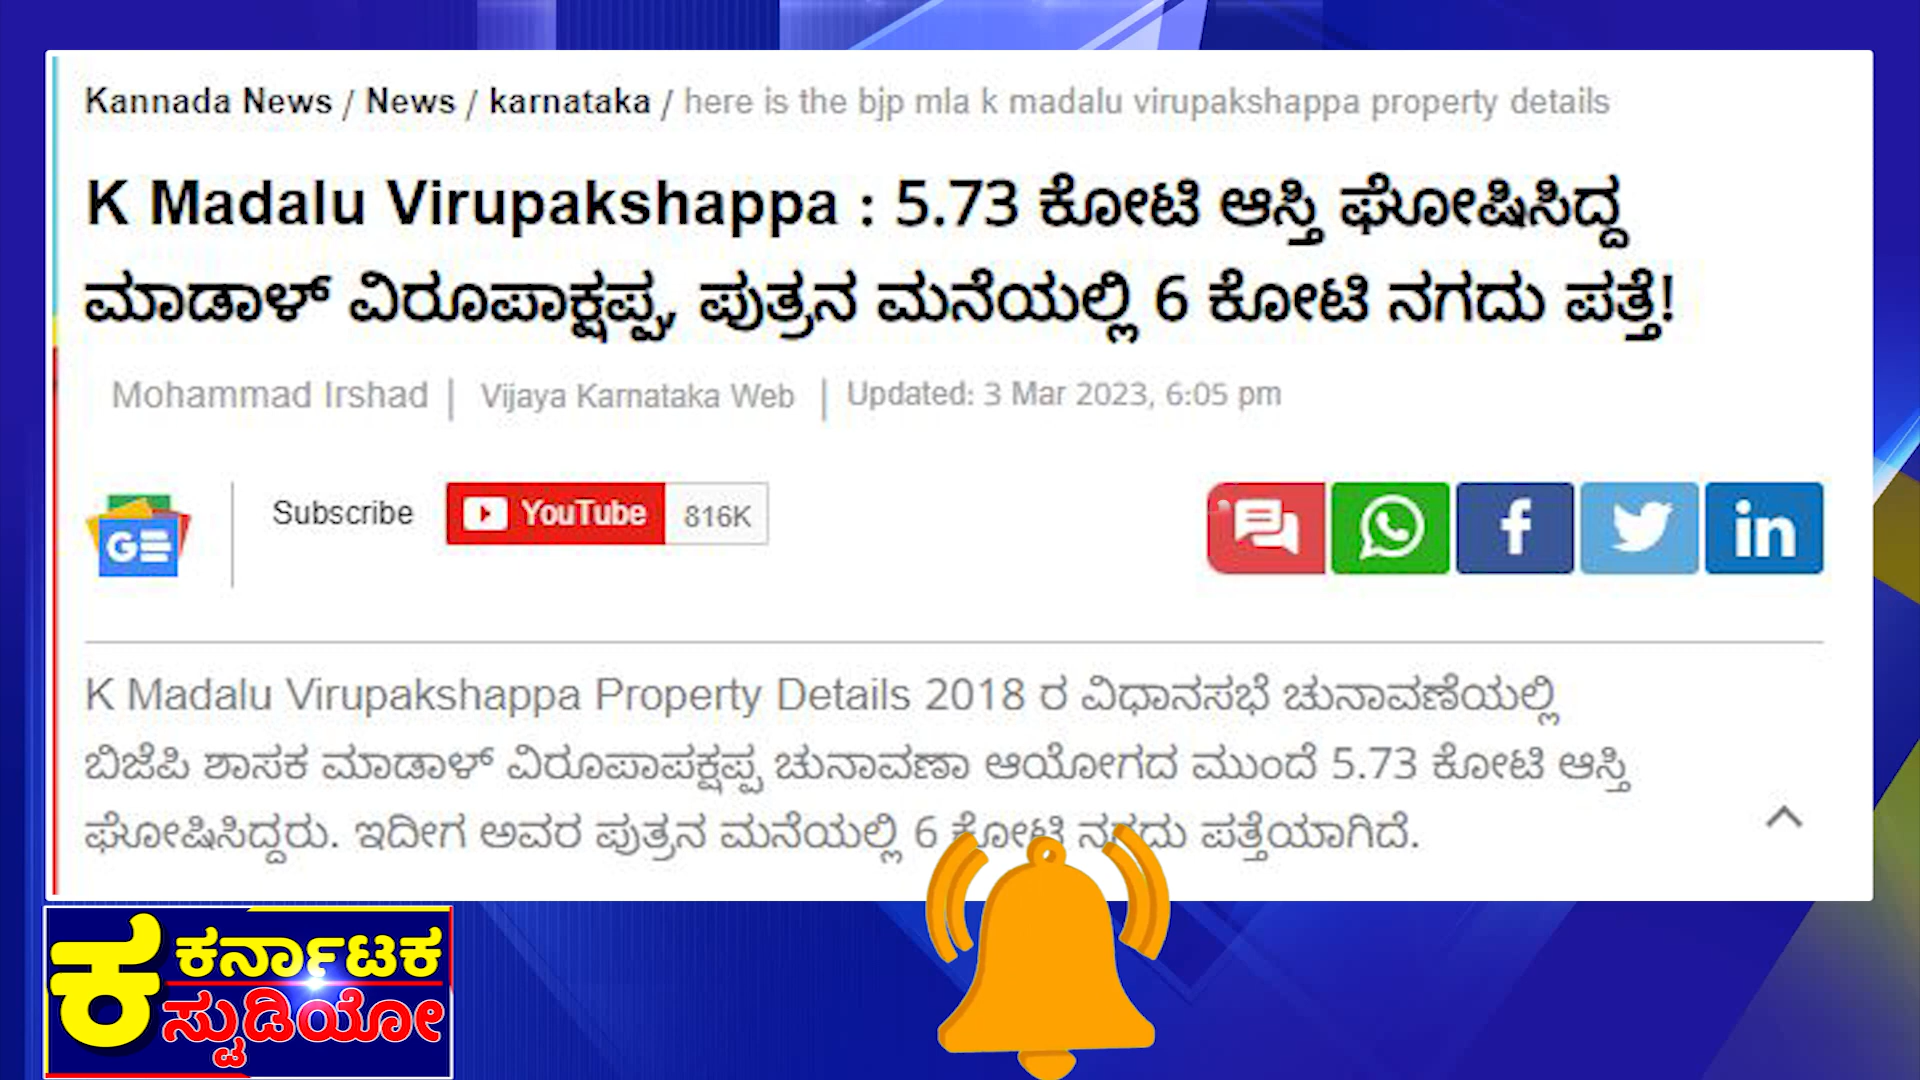 Kannada News / News / karnataka / here is the bjp mla k madalu virupakshappa property details
K Madalu Virupakshappa : 5.73 ಕೋಟಿ ಆಸ್ತಿ ಘೋಷಿಸಿದ್ದ
ಮಾಡಾಳ್ ವಿರೂಪಾಕ್ಷಪ್ಪ, ಪುತ್ರನ ಮನೆಯಲ್ಲಿ 6 ಕೋಟಿ ನಗದು ಪತ್ತೆ!
Mohammad Irshad | Vijaya Karnataka Web | Updated: 3 Mar 2023, 6:05 pm
GE Subscribe YouTube 816K f in
K Madalu Virupakshappa Property Details 2018 ರ ವಿಧಾನಸಭೆ ಚುನಾವಣೆಯಲ್ಲಿ
ಬಿಜೆಪಿ ಶಾಸಕ ಮಾಡಾಳ್ ವಿರೂಪಾಪಕ್ಷಪ್ಪ ಚುನಾವಣಾ ಆಯೋಗದ ಮುಂದೆ 5.73 ಕೋಟಿ ಆಸ್ತಿ
ಘೋಷಿಸಿದ್ದರು. ಇದೀಗ ಅವರ ಪುತ್ರನ ಮನೆಯಲ್ಲಿ 6 ಕೋಟಿ ನಗದು ಪತ್ತೆಯಾಗಿದೆ.
ಕ ಕರ್ನಾಟಕ
ಸ್ಟುಡಿಯೋ